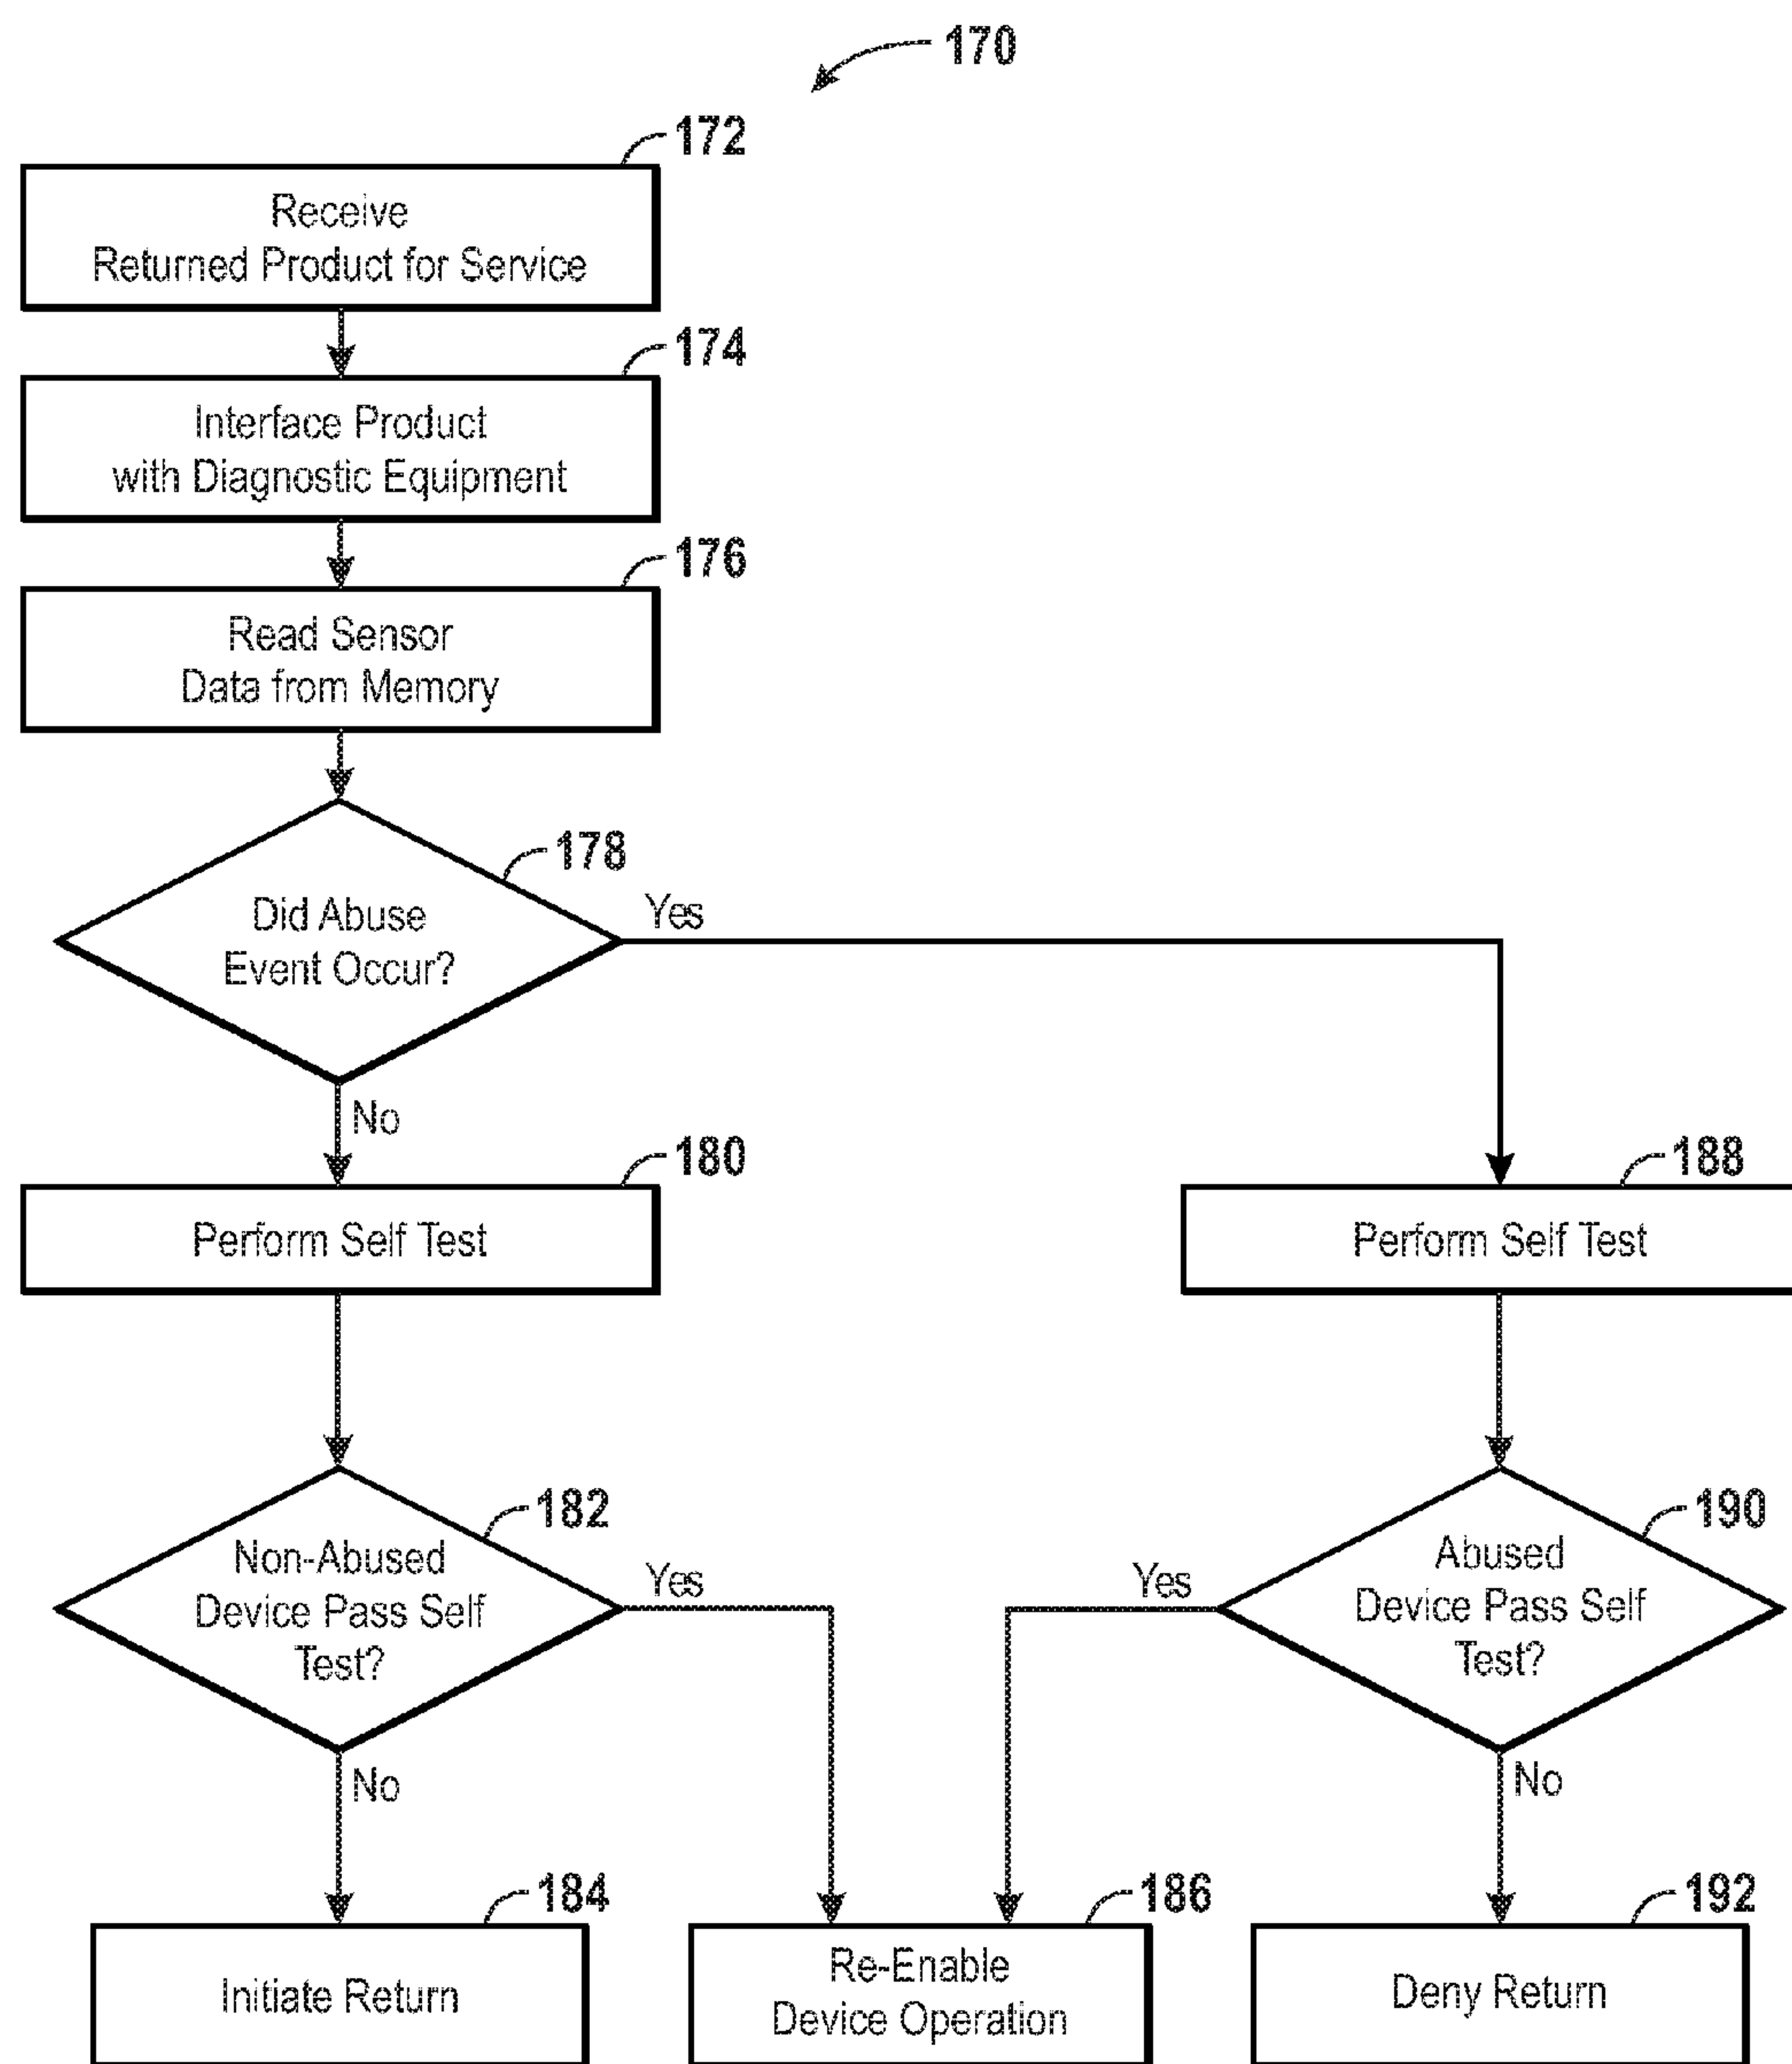 170
172
Receive
Returned Product for Service
174
Interface Product
with Diagnostic Equipment
176
Read Sensor
Data from Memory
178
Did Abuse
Event Occur?
Yes
No
180
Perform Self Test
188
Perform Self Test
182
Non-Abused
Device Pass Self
Test?
Yes
No
190
Abused
Device Pass Self
Test?
Yes
No
184
Initiate Return
186
Re-Enable
Device Operation
192
Deny Return